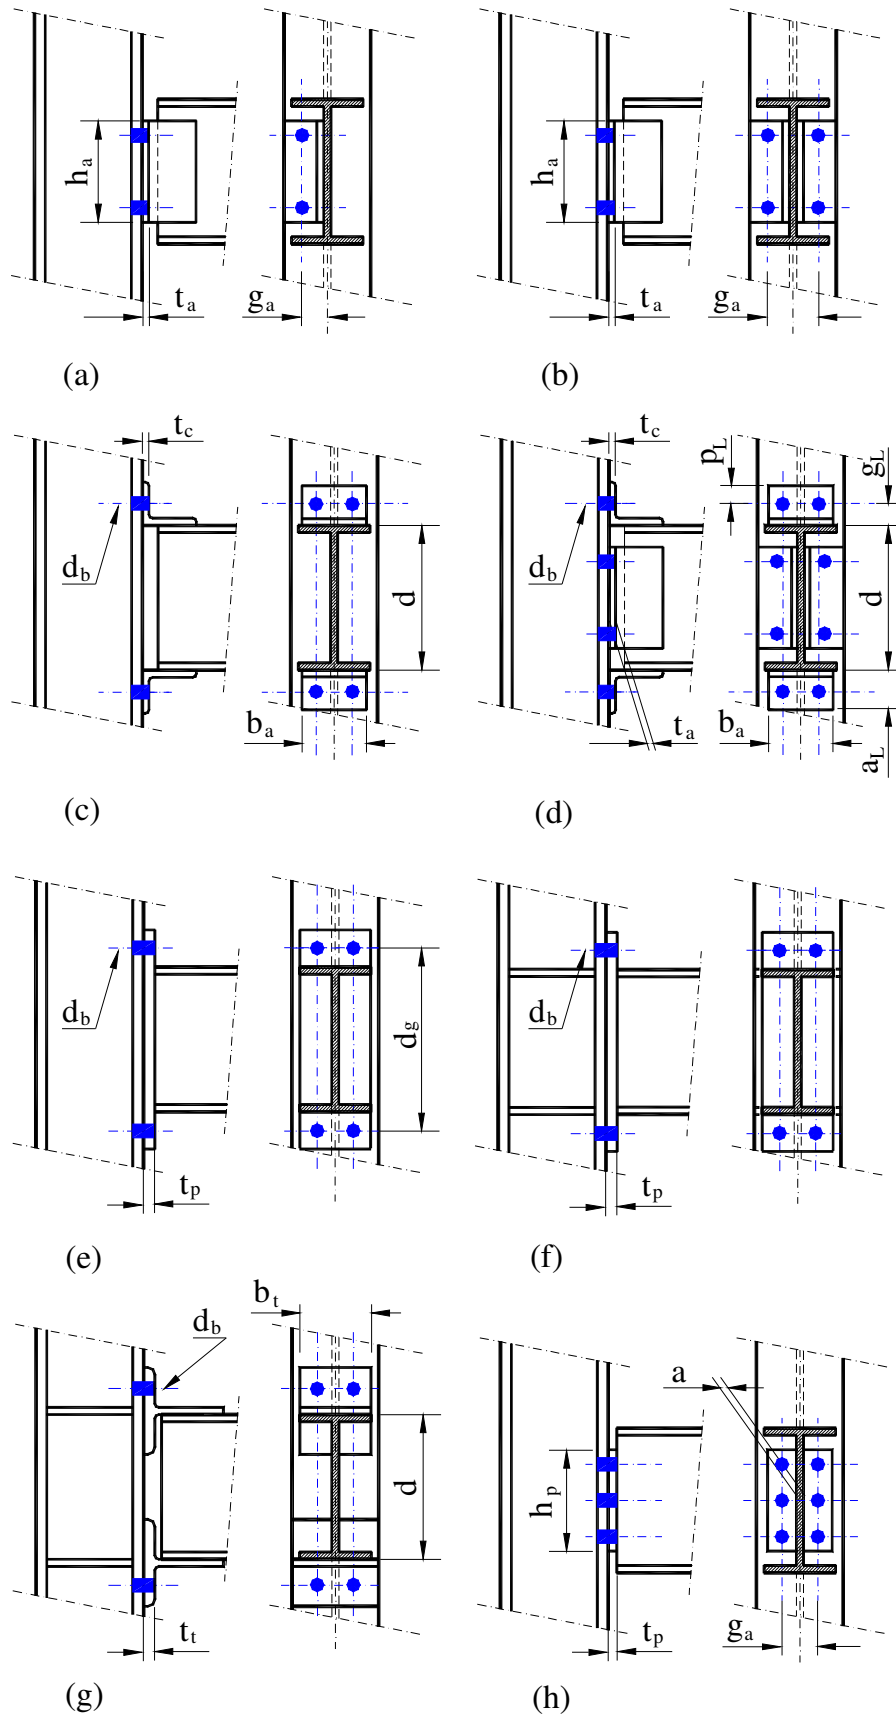 h_a
t_a
g_a
h_a
t_a
g_a
(a)
(b)
t_c
d_b
d
b_a
t_c
p_L
g_L
d_b
d
t_a
b_a
a_L
(c)
(d)
d_b
d_g
t_p
d_b
t_p
(e)
(f)
d_b
b_t
d
t_t
a
h_p
t_p
g_a
(g)
(h)